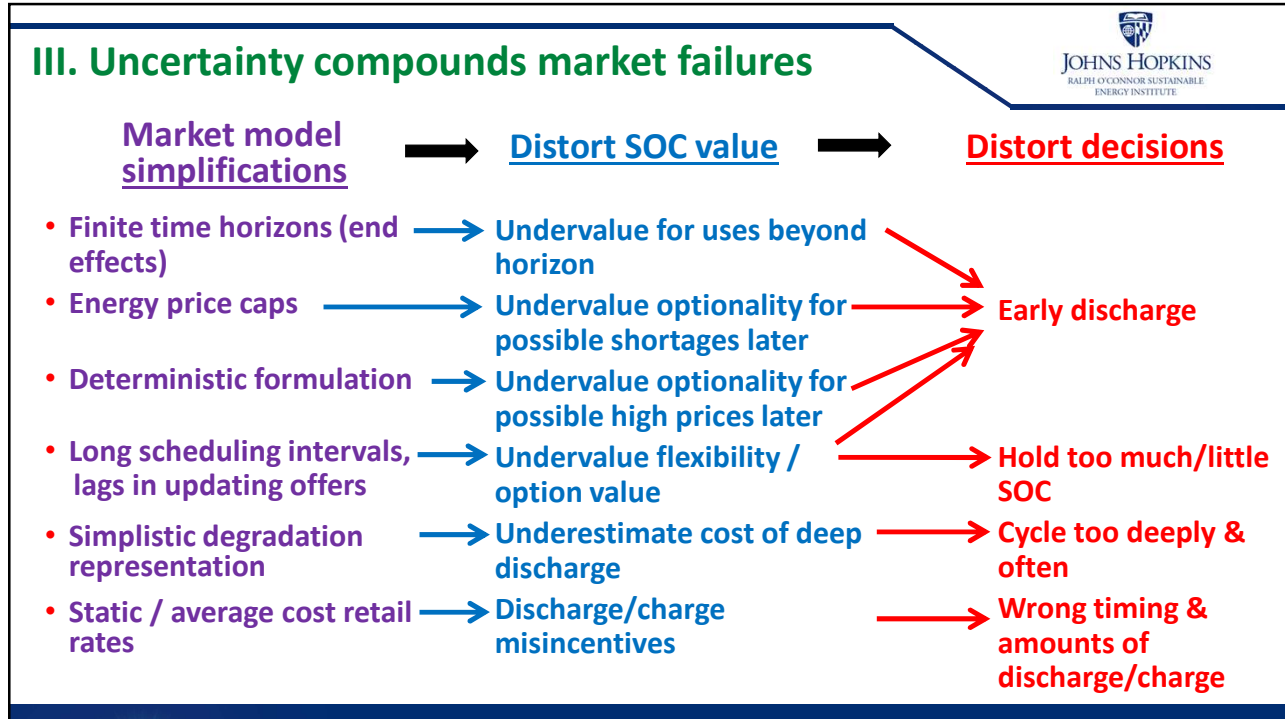 III. Uncertainty compounds market failures
JOHNS HOPKINS
RALPH O'CONNOR SUSTAINABLE
ENERGY INSTITUTE
Market model
simplifications
Distort SOC value
Distort decisions
• Finite time horizons (end
effects)
Undervalue for uses beyond
horizon
• Energy price caps
Undervalue optionality for
possible shortages later
Early discharge
• Deterministic formulation
Undervalue optionality for
possible high prices later
• Long scheduling intervals,
lags in updating offers
Undervalue flexibility /
option value
Hold too much/little
SOC
• Simplistic degradation
representation
Underestimate cost of deep
discharge
Cycle too deeply &
often
• Static / average cost retail
rates
Discharge/charge
misincentives
Wrong timing &
amounts of
discharge/charge